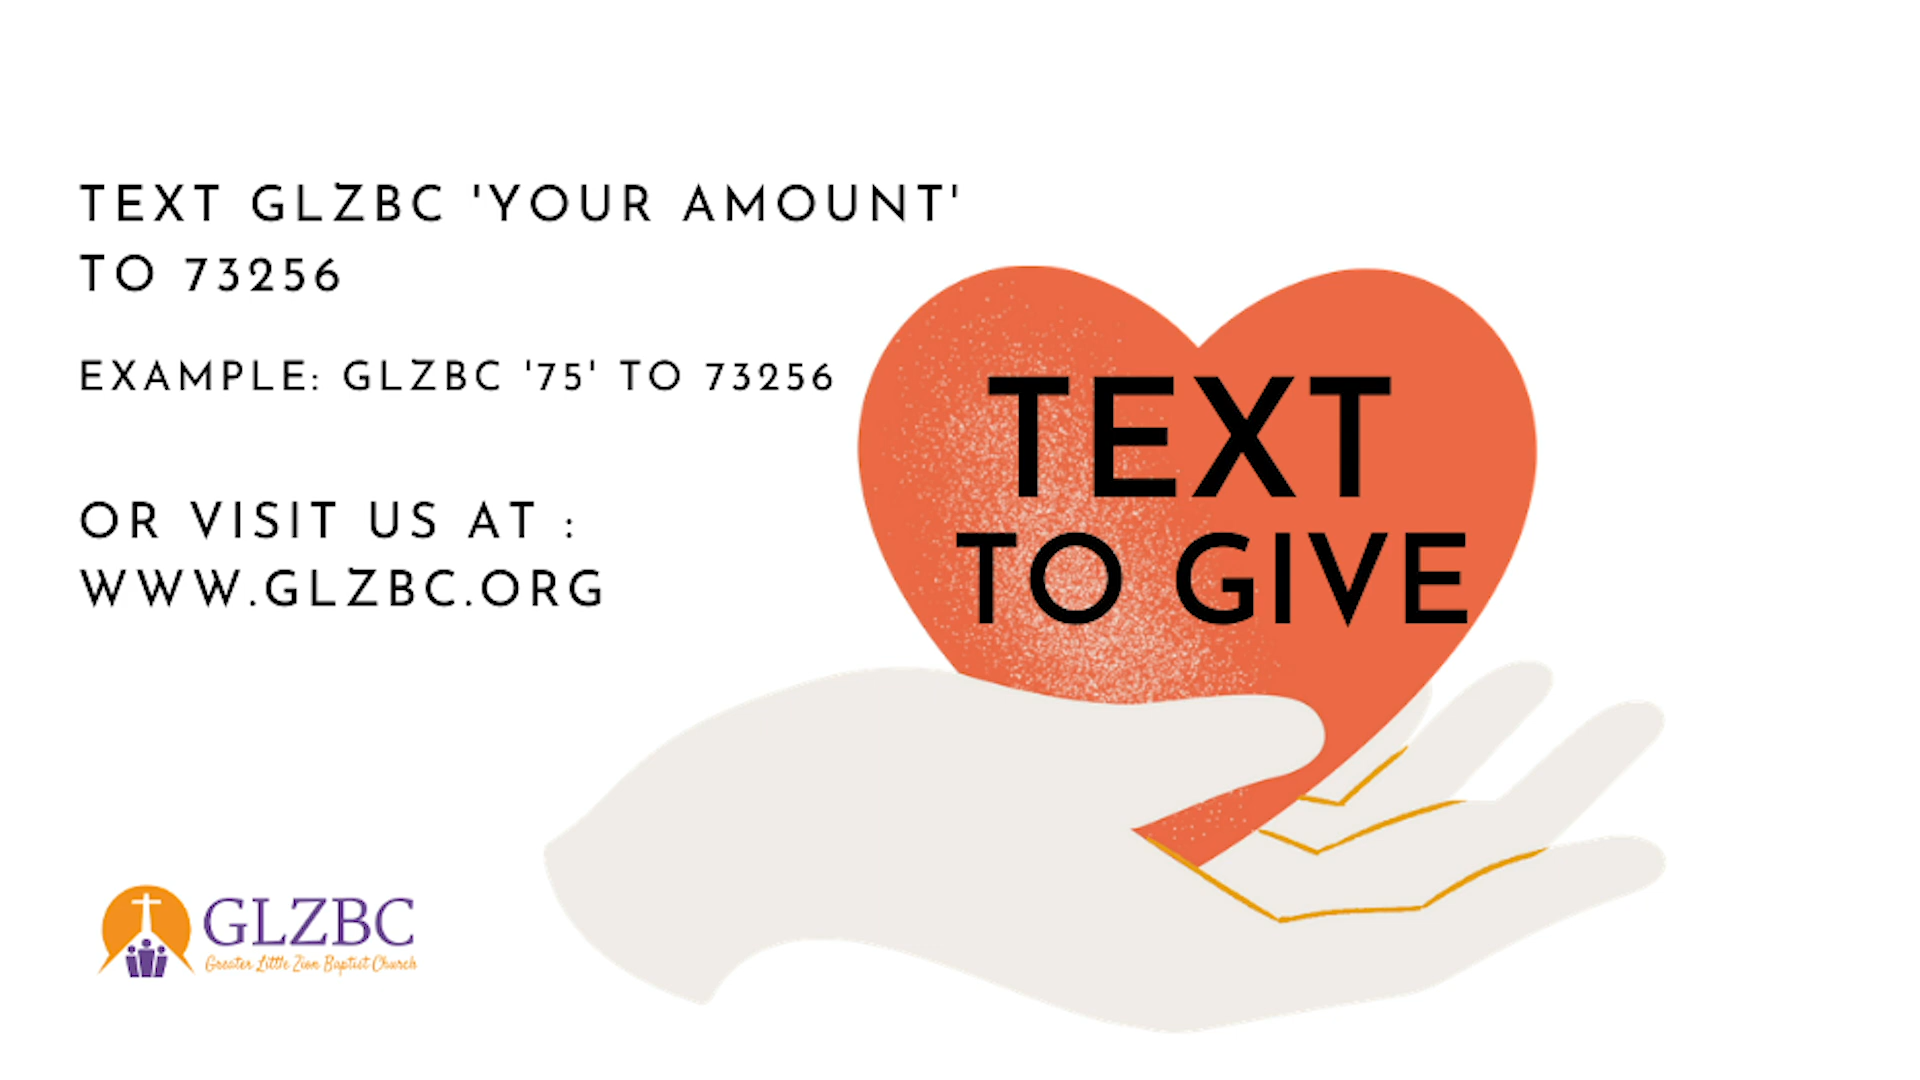 TEXT GLZBC 'YOUR AMOUNT'
TO 73256
EXAMPLE: GLZBC '75' TO 73256
OR VISIT US AT :
WWW.GLZBC.ORG
TEXT
TO GIVE
GLZBC
Greater Little Zion Baptist Church